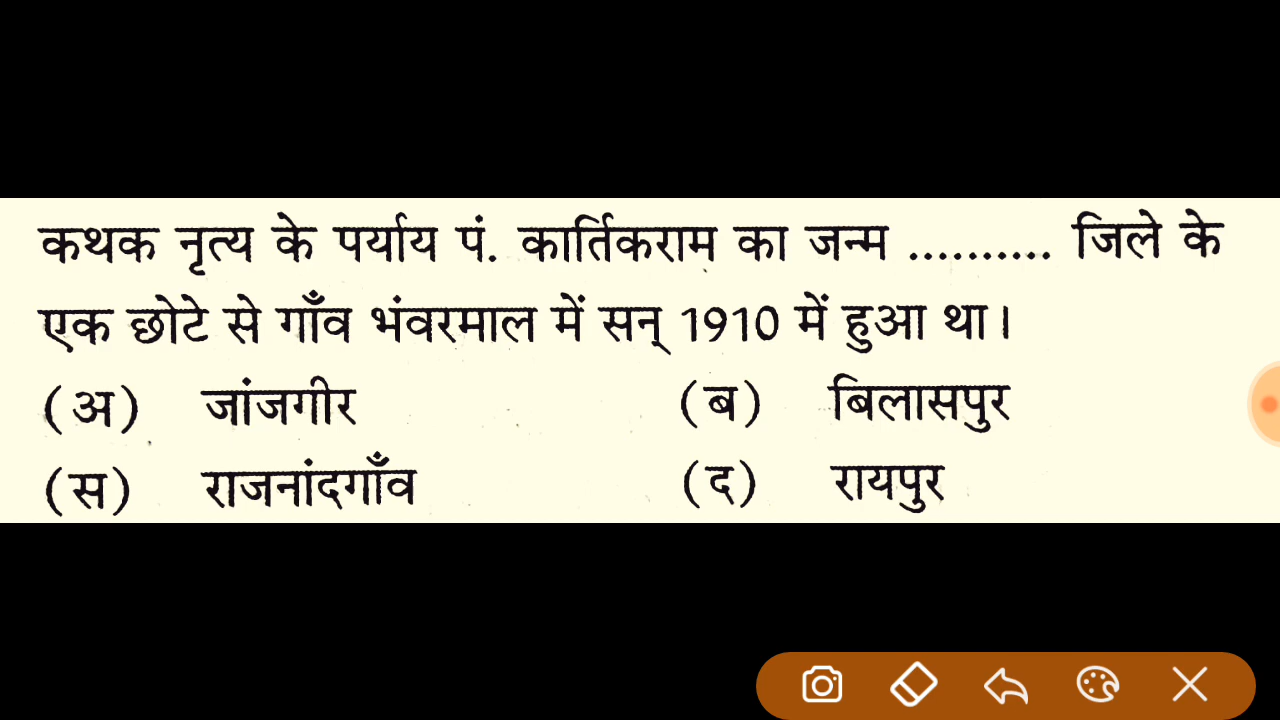 कथक नृत्य के पर्याय पं. कार्तिकराम का जन्म .......... जिले के
एक छोटे से गाँव भंवरमाल में सन् 1910 में हुआ था।
(अ) जांजगीर (ब) बिलासपुर
(स) राजनांदगाँव (द) रायपुर